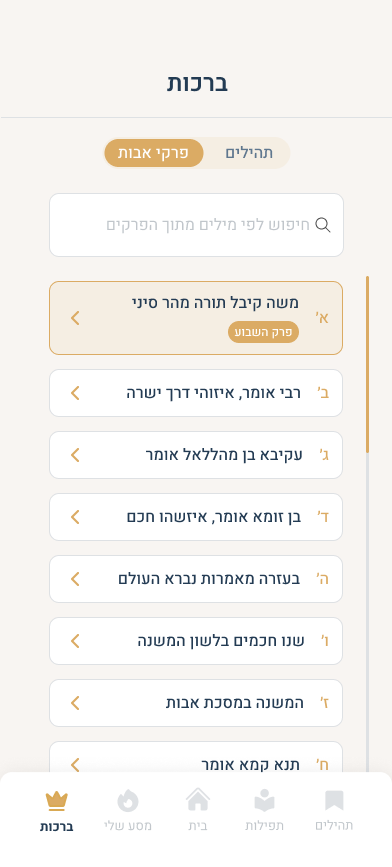 ברכות
תהילים
פרקי אבות
חיפוש לפי מילים מתוך הפרקים
א׳ משה קיבל תורה מהר סיני
פרק השבוע
ב׳ רבי אומר, איזוהי דרך ישרה
ג׳ עקיבא בן מהללאל אומר
ד׳ בן זומא אומר, איזשהו חכם
ה׳ בעזרה מאמרות נברא העולם
ו׳ שנו חכמים בלשון המשנה
ז׳ המשנה במסכת אבות
ח׳ תנא קמא אומר
תהילים
תפילות
בית
מסע שלי
ברכות